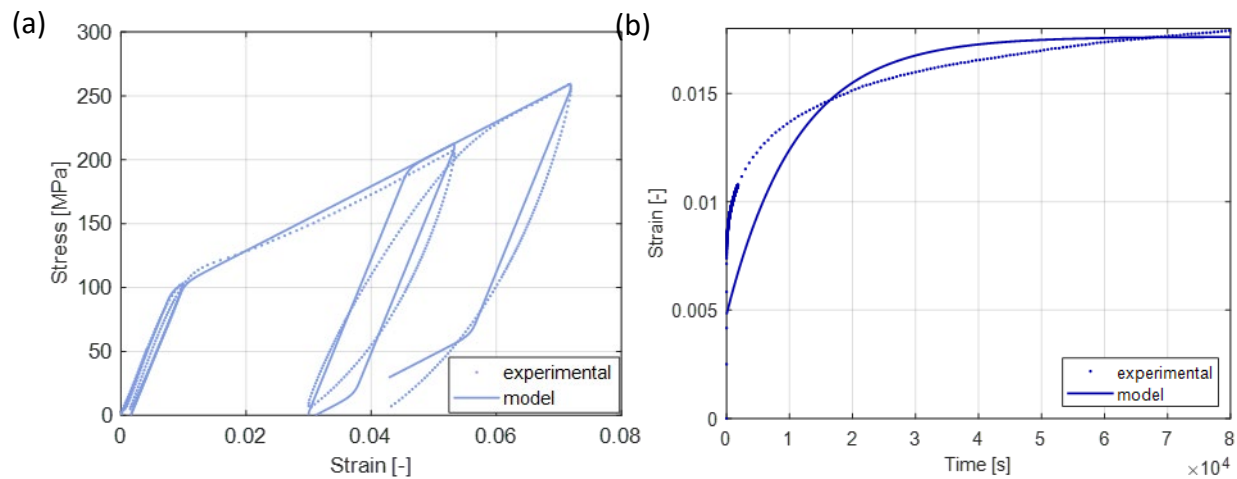 (a)
300
250
200
150
100
50
0
Stress [MPa]
0 0.02 0.04 0.06 0.08
Strain [-]
experimental
model
(b)
0.015
0.01
0.005
0
Strain [-]
0 1 2 3 4 5 6 7 8
Time [s]
×10⁴
experimental
model